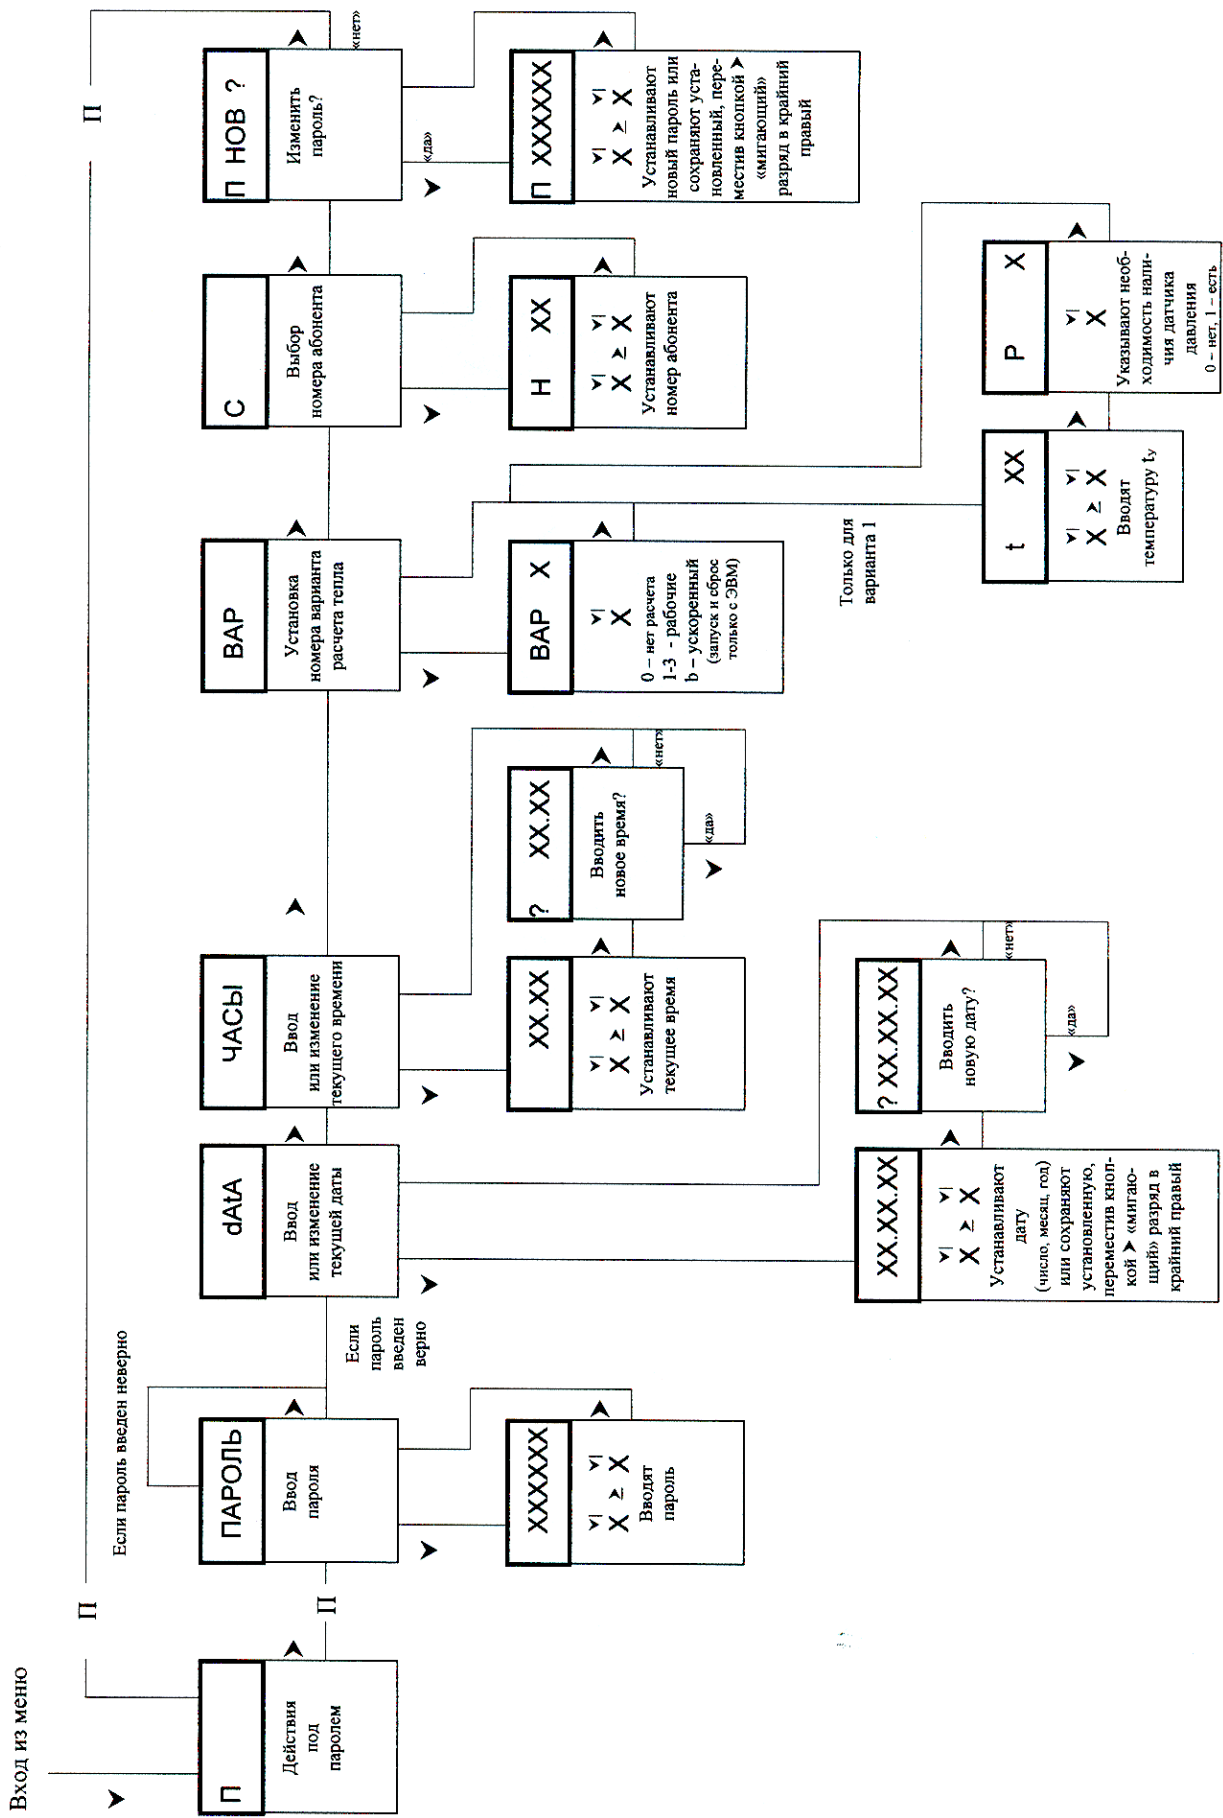 Вход из меню
П
П
Если пароль введен неверно
П
Действия
под
паролем
П
ПАРОЛЬ
Ввод
пароля
Если
пароль
введен
верно
dAtA
Ввод
или изменение
текущей даты
ЧАСЫ
Ввод
или изменение
текущего времени
ВАР
Установка
номера варианта
расчета тепла
С
Выбор
номера абонента
П НОВ ?
Изменить
пароль?
«нет»
«да»
XXXXXX
X ≥ X
Вводят
пароль
XX.XX
X ≥ X
Устанавливают
текущее время
? XX.XX
Вводить
новое время?
«нет»
«да»
ВАР X
X
0 – нет расчета
1-3 - рабочие
b – ускоренный
(запуск и сброс
только с ЭВМ)
Н XX
X ≥ X
Устанавливают
номер абонента
П XXXXXX
X ≥ X
Устанавливают
новый пароль или
сохраняют уста-
новленный, пере-
местив кнопкой ➤
«мигающий»
разряд в крайний
правый
Только для
варианта 1
XX.XX.XX
X ≥ X
Устанавливают
дату
(число, месяц, год)
или сохраняют
установленную,
переместив кноп-
кой ➤ «мигаю-
щий» разряд в
крайний правый
? XX.XX.XX
Вводить
новую дату?
«нет»
«да»
t XX
X ≥ X
Вводят
температуру tу
Р X
X
Указывают необ-
ходимость нали-
чия датчика
давления
0 – нет, 1 – есть